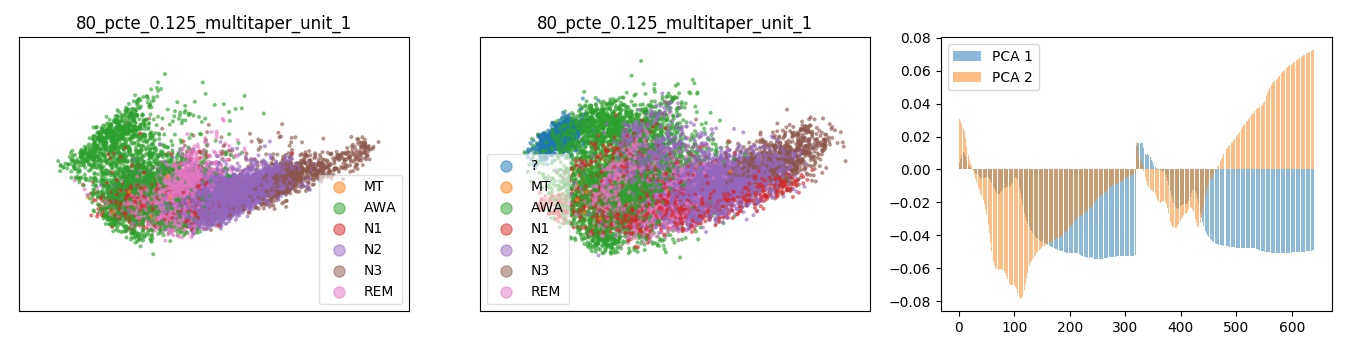 80_pcte_0.125_multitaper_unit_1
MT
AWA
N1
N2
N3
REM
80_pcte_0.125_multitaper_unit_1
?
MT
AWA
N1
N2
N3
REM
PCA 1
PCA 2
0.08
0.06
0.04
0.02
0.00
−0.02
−0.04
−0.06
−0.08
0 100 200 300 400 500 600